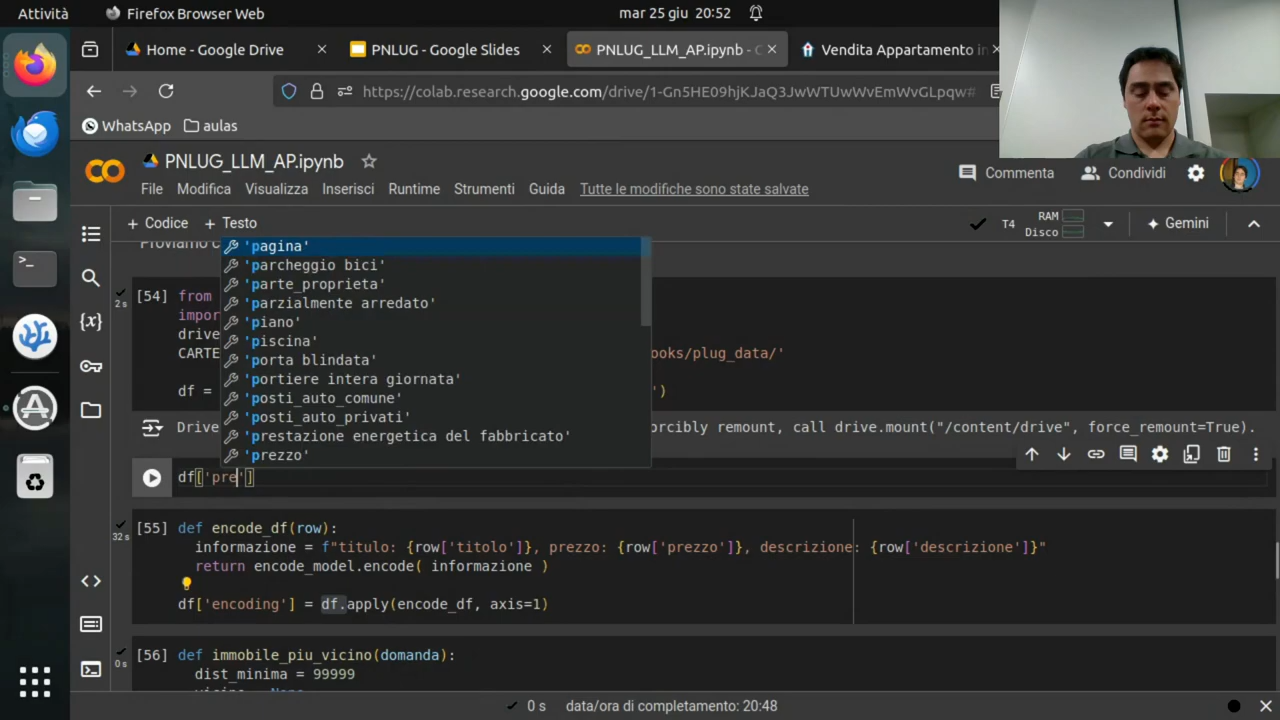 Attività
Firefox Browser Web
mar 25 giu 20:52
Home - Google Drive
PNLUG - Google Slides
PNLUG_LLM_AP.ipynb - C
Vendita Appartamento in
https://colab.research.google.com/drive/1-Gn5HE09hjKJaQ3JwWTUwWvEmWvGLpqw#
WhatsApp
aulas
PNLUG_LLM_AP.ipynb
File Modifica Visualizza Inserisci Runtime Strumenti Guida Tutte le modifiche sono state salvate
Commenta
Condividi
+ Codice + Testo
T4
RAM
Disco
Gemini
Proviamo c
'pagina'
'parcheggio bici'
'parte_proprieta'
'parzialmente arredato'
'piano'
'piscina'
'porta blindata'
'portiere intera giornata'
'posti_auto_comune'
'posti_auto_privati'
'prestazione energetica del fabbricato'
'prezzo'
2s
[54] from
impor
drive
CARTE ooks/plug_data/'
df = ')
Drive orcibly remount, call drive.mount("/content/drive", force_remount=True).
df['pre']
32s
[55] def encode_df(row):
informazione = f"titulo: {row['titolo']}, prezzo: {row['prezzo']}, descrizione: {row['descrizione']}"
return encode_model.encode( informazione )
df['encoding'] = df.apply(encode_df, axis=1)
0s
[56] def immobile_piu_vicino(domanda):
dist_minima = 99999
0 s data/ora di completamento: 20:48